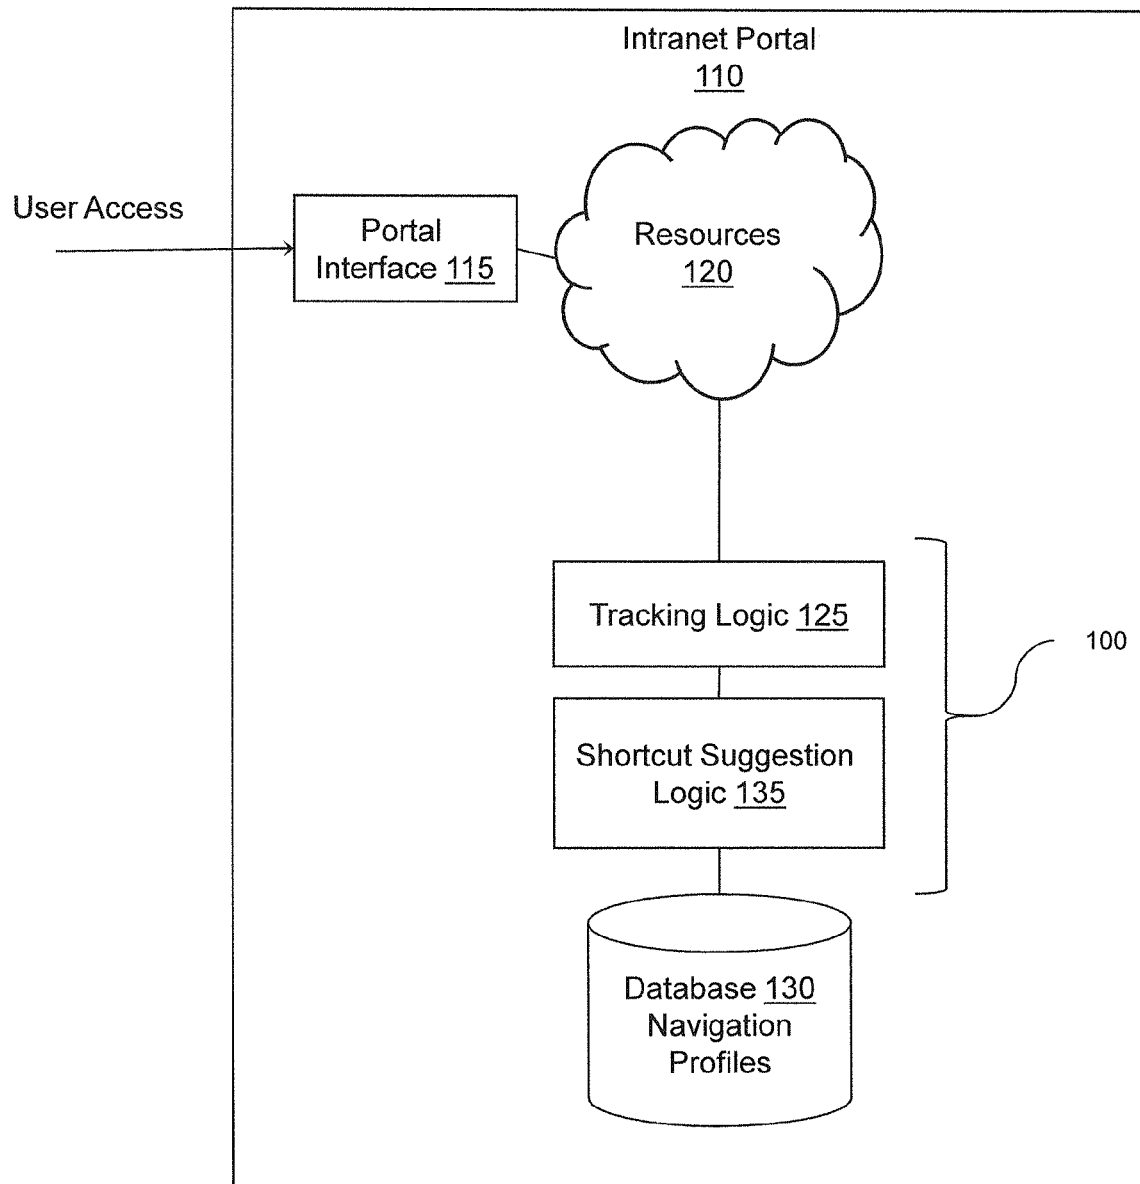 Intranet Portal
110
User Access
Portal
Interface 115
Resources
120
Tracking Logic 125
100
Shortcut Suggestion
Logic 135
Database 130
Navigation
Profiles